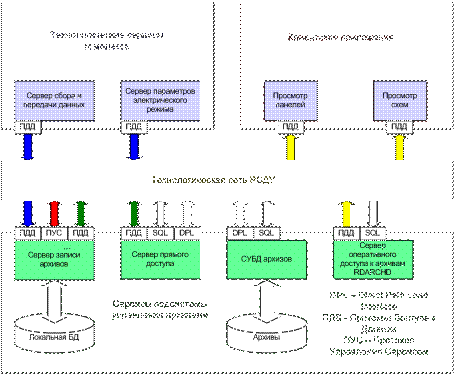 Технологические сервисы
комплекса
Клиентские приложения
Сервер сбора и
передачи данных
Сервер параметров
электрического
режима
Просмотр
панелей
Просмотр
схем
ПДД
ПДД
ПДД
ПДД
Технологическая сеть РСДУ
ПДД ПУС ПДД
ПДД SQL DPL
DPL SQL
ПДД SQL
Сервер записи
архивов
Сервер прямого
доступа
СУБД архивов
Сервер
оперативного
доступа к архивам
RDARCHD
Сервисы подсистемы
управления архивами
DPL – Direct Path Load
Interface
ПДД – Протокол Доступа к
Данным
ПУС – Протокол
Управления Сервисом
Локальная БД
Архивы